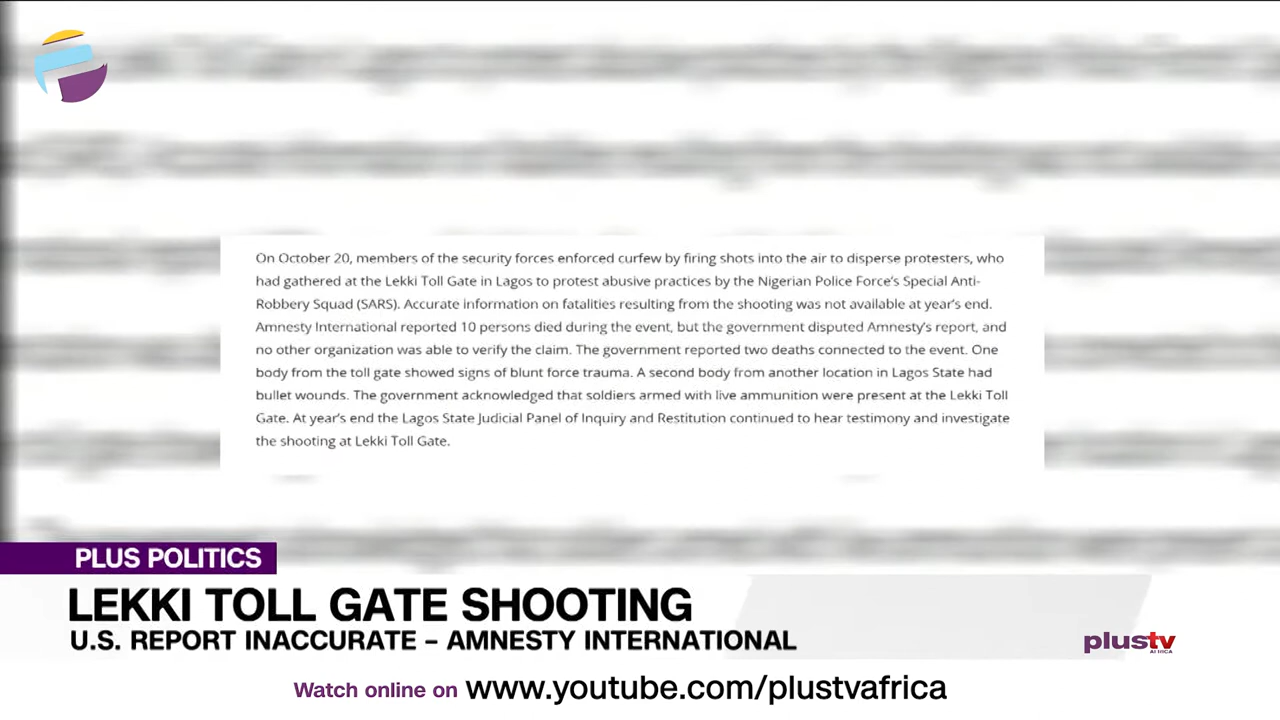 On October 20, members of the security forces enforced curfew by firing shots into the air to disperse protesters, who
had gathered at the Lekki Toll Gate in Lagos to protest abusive practices by the Nigerian Police Force's Special Anti-
Robbery Squad (SARS). Accurate information on fatalities resulting from the shooting was not available at year's end.
Amnesty International reported 10 persons died during the event, but the government disputed Amnesty's report, and
no other organization was able to verify the claim. The government reported two deaths connected to the event. One
body from the toll gate showed signs of blunt force trauma. A second body from another location in Lagos State had
bullet wounds. The government acknowledged that soldiers armed with live ammunition were present at the Lekki Toll
Gate. At year's end the Lagos State Judicial Panel of Inquiry and Restitution continued to hear testimony and investigate
the shooting at Lekki Toll Gate.
PLUS POLITICS
LEKKI TOLL GATE SHOOTING
U.S. REPORT INACCURATE – AMNESTY INTERNATIONAL
plustv
AFRICA
Watch online on www.youtube.com/plustvafrica